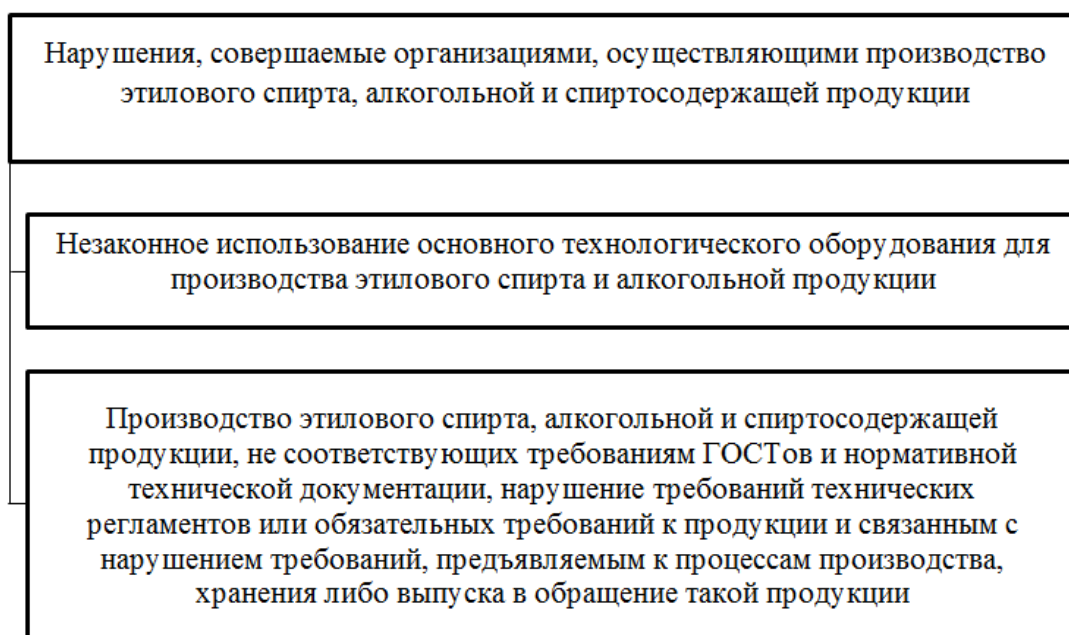 Нарушения, совершаемые организациями, осуществляющими производство
этилового спирта, алкогольной и спиртосодержащей продукции
Незаконное использование основного технологического оборудования для
производства этилового спирта и алкогольной продукции
Производство этилового спирта, алкогольной и спиртосодержащей
продукции, не соответствующих требованиям ГОСТов и нормативной
технической документации, нарушение требований технических
регламентов или обязательных требований к продукции и связанным с
нарушением требований, предъявляемым к процессам производства,
хранения либо выпуска в обращение такой продукции